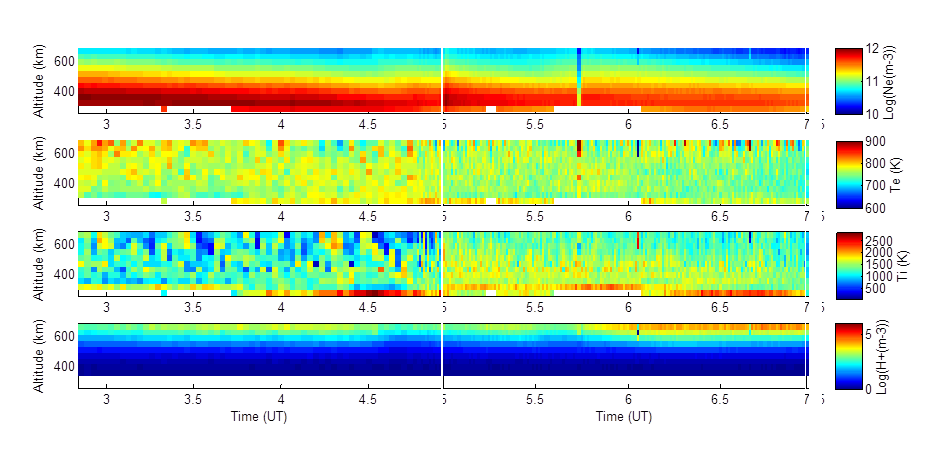 Altitude (km)
600
400
3 3.5 4 4.5 5 5.5 6 6.5 7 5
12
11
10
Log(Ne(m-3))
Altitude (km)
600
400
3 3.5 4 4.5 5 5.5 6 6.5 7 5
900
800
700
600
Te (K)
Altitude (km)
600
400
3 3.5 4 4.5 5 5.5 6 6.5 7 5
2500
2000
1500
1000
500
Ti (K)
Altitude (km)
600
400
3 3.5 4 4.5 5 5.5 6 6.5 7 5
5
0
Log(H+(m-3))
Time (UT) Time (UT)